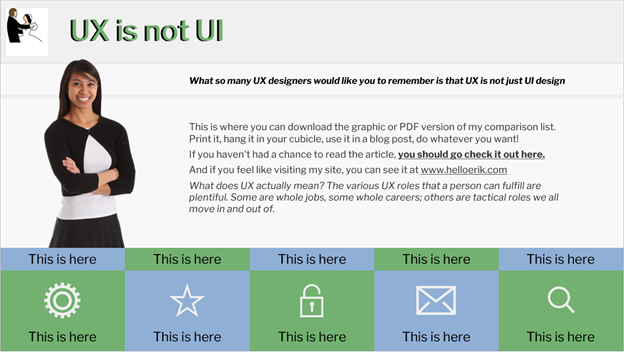 UX is not UI
What so many UX designers would like you to remember is that UX is not just UI design
This is where you can download the graphic or PDF version of my comparison list.
Print it, hang it in your cubicle, use it in a blog post, do whatever you want!
If you haven't had a chance to read the article, you should go check it out here.
And if you feel like visiting my site, you can see it at www.helloerik.com
What does UX actually mean? The various UX roles that a person can fulfill are
plentiful. Some are whole jobs, some whole careers; others are tactical roles we all
move in and out of.
This is here
This is here
This is here
This is here
This is here
This is here
This is here
This is here
This is here
This is here